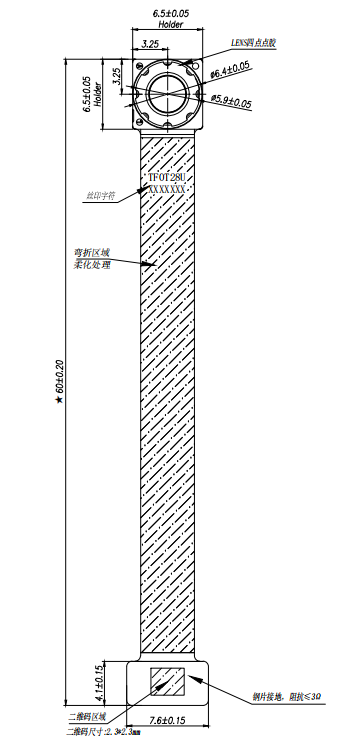 6.5±0.05
Holder
3.25
LENS四点点胶
ø6.4±0.05
ø5.9±0.05
3.25
6.5±0.05
Holder
TFOT28U
XXXXXXX
丝印字符
弯折区域
柔化处理
★ 60±0.20
4.1±0.15
二维码区域
二维码尺寸:2.3*2.3mm
7.6±0.15
钢片接地，阻抗≤3Ω